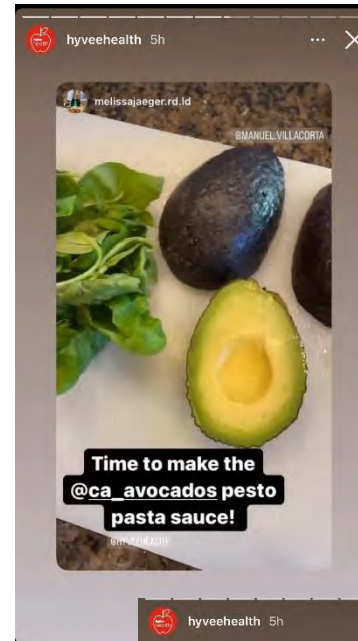 hyveehealth 5h
melissajaeger.rd.ld
@MANUEL.VILLACORTA
Time to make the
@ca_avocados pesto
pasta sauce!
@HYVEEHEALTH
hyveehealth 5h